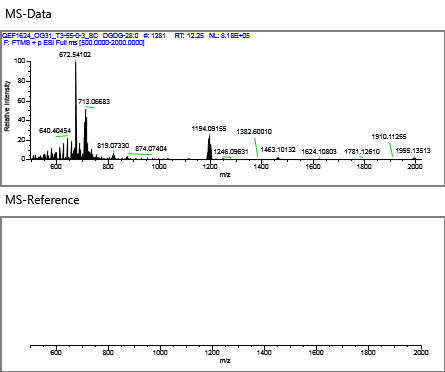 MS-Data
QEF1624_OG31_T3-55-0-3_SC DGDG-28:0 #: 1281 RT: 12.25 NL: 8.18E+05
F: FTMS + p ESI Full ms [500.0000-2000.0000]
672.54102
100
713.06683
80
Relative Intensity
60
1194.09155
1382.60010
1910.11255
640.40454
40
819.07330
874.07404
1246.09631
1463.10132
1624.10803
1781.12610
1995.13513
20
0
600 800 1000 1200 1400 1600 1800 2000
m/z
MS-Reference
600 800 1000 1200 1400 1600 1800 2000
m/z